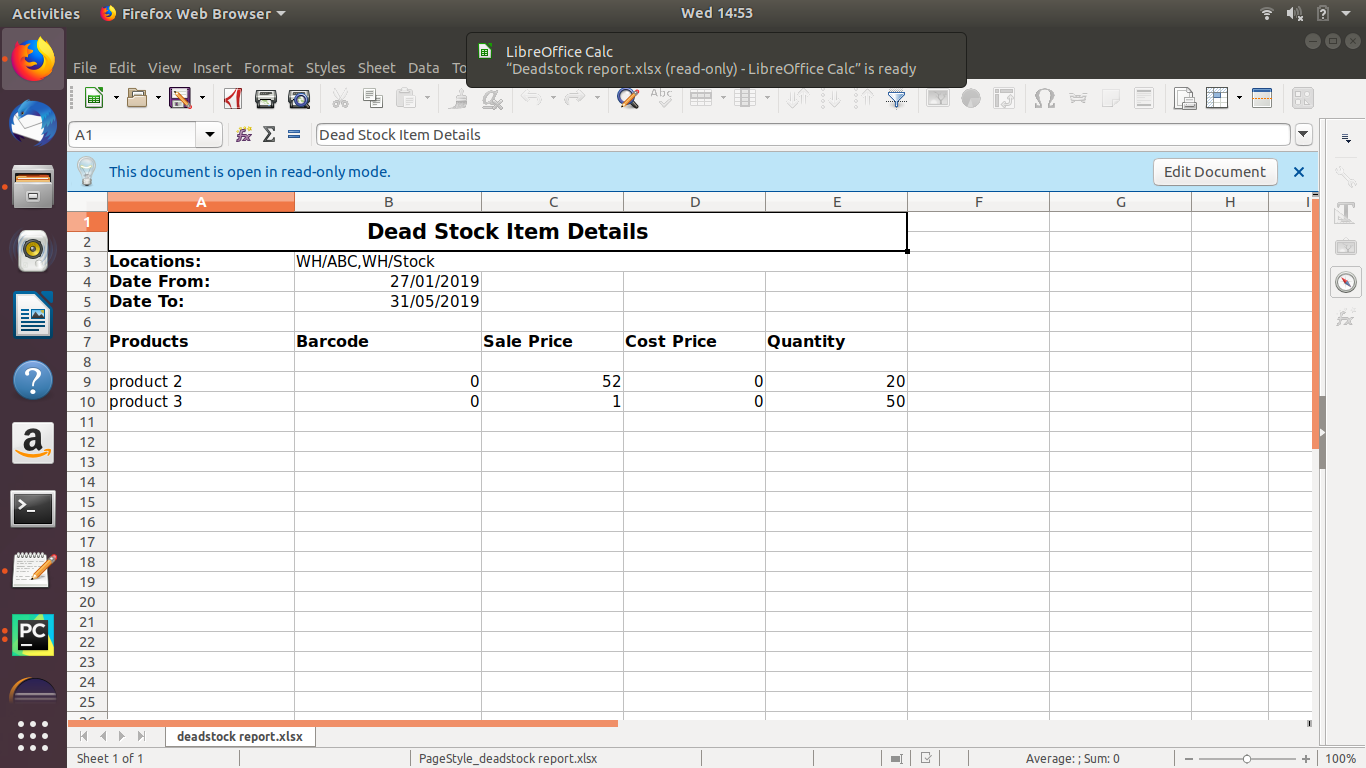 Activities Firefox Web Browser Wed 14:53
LibreOffice Calc
“Deadstock report.xlsx (read-only) - LibreOffice Calc” is ready
File Edit View Insert Format Styles Sheet Data To
A1 Dead Stock Item Details
This document is open in read-only mode. Edit Document
A B C D E F G H I
1 Dead Stock Item Details
2
3 Locations: WH/ABC,WH/Stock
4 Date From: 27/01/2019
5 Date To: 31/05/2019
6
7 Products Barcode Sale Price Cost Price Quantity
8
9 product 2 0 52 0 20
10 product 3 0 1 0 50
11
12
13
14
15
16
17
18
19
20
21
22
23
24
25
26
deadstock report.xlsx
Sheet 1 of 1 PageStyle_deadstock report.xlsx Average: ; Sum: 0 100%